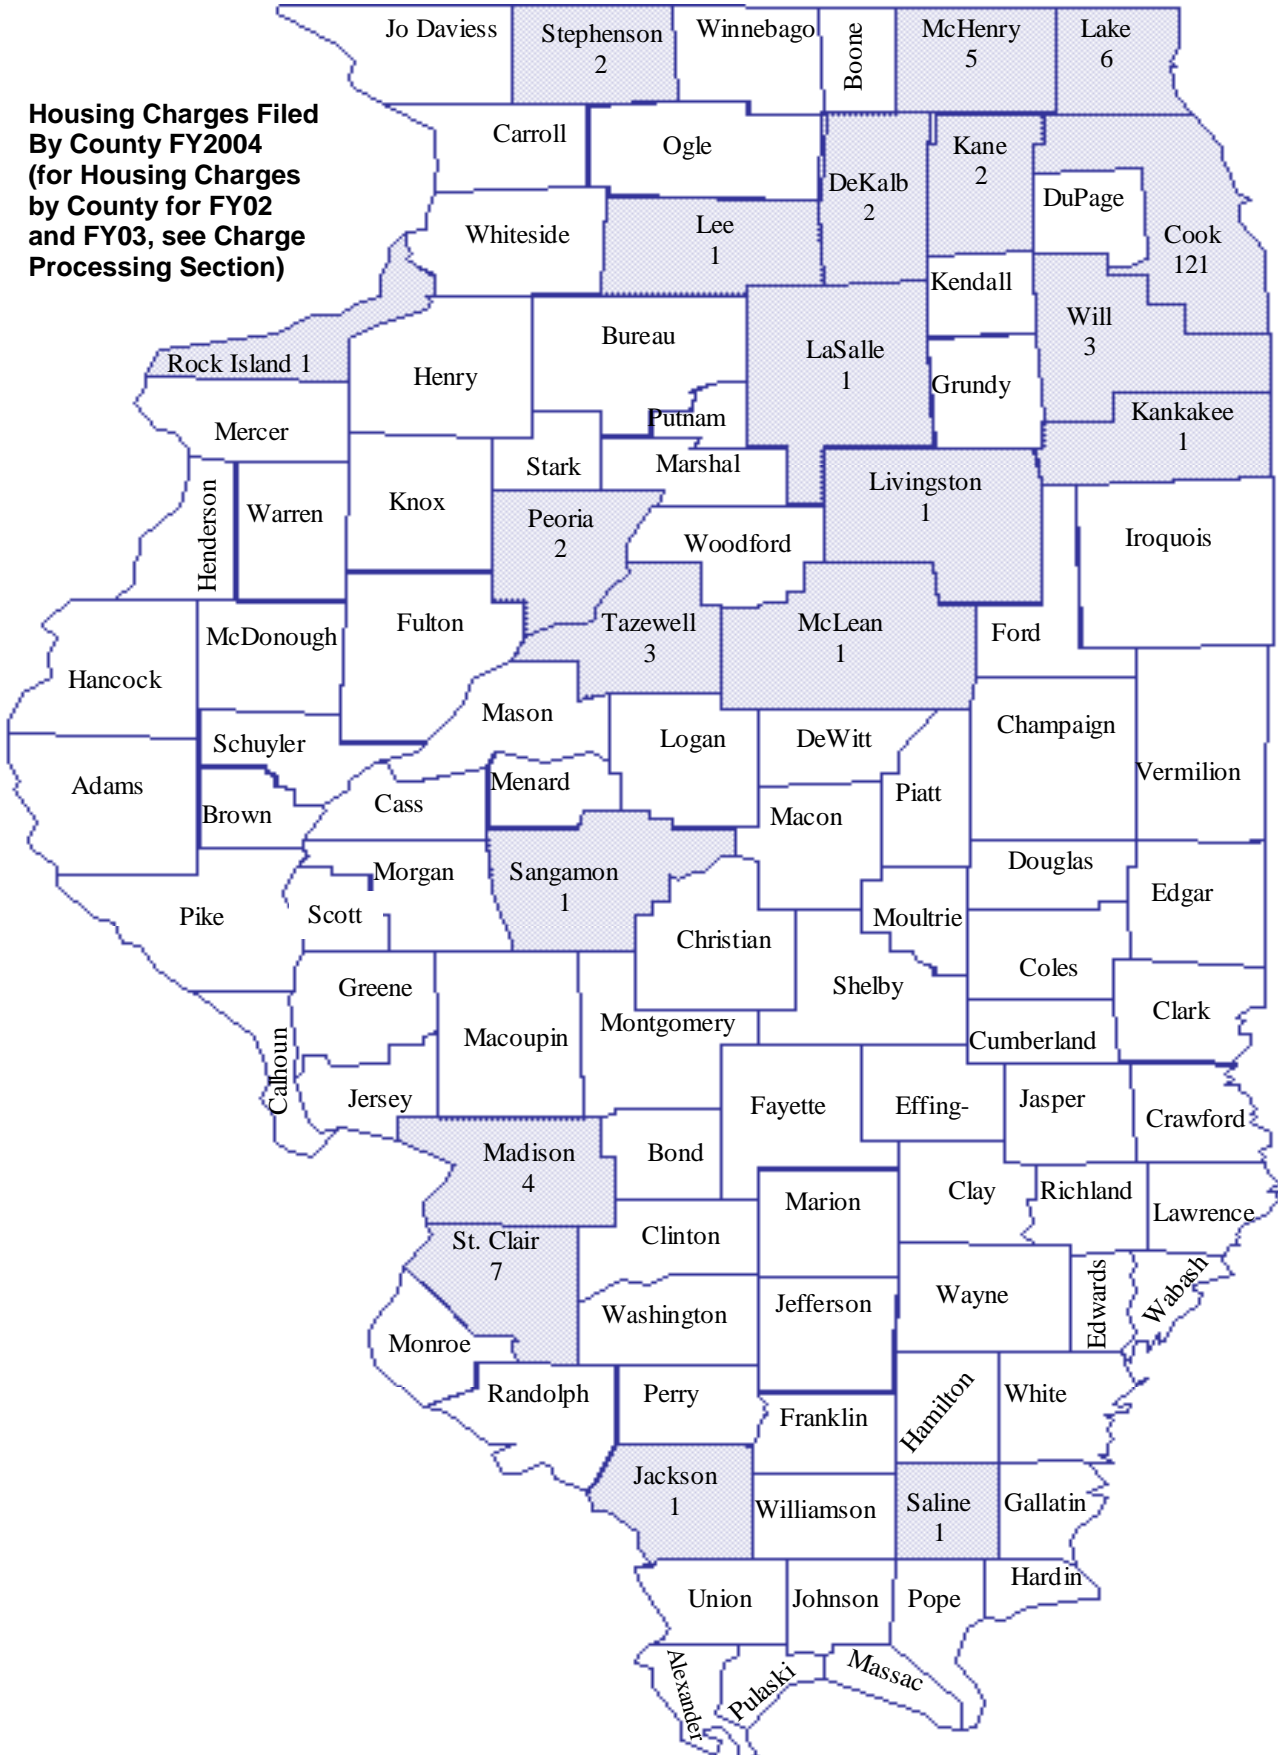 Jo Daviess
Stephenson
2
Winnebago
Boone
McHenry
5
Lake
6
Housing Charges Filed
By County FY2004
(for Housing Charges
by County for FY02
and FY03, see Charge
Processing Section)
Carroll
Ogle
DeKalb
2
Kane
2
DuPage
Cook
121
Whiteside
Lee
1
Kendall
Will
3
Rock Island 1
Henry
Bureau
LaSalle
1
Grundy
Putnam
Kankakee
1
Mercer
Stark
Marshal
Henderson
Warren
Knox
Peoria
2
Woodford
Livingston
1
Iroquois
Hancock
McDonough
Fulton
Tazewell
3
McLean
1
Ford
Mason
Logan
DeWitt
Champaign
Vermilion
Schuyler
Adams
Brown
Cass
Menard
Macon
Piatt
Douglas
Edgar
Pike
Scott
Morgan
Sangamon
1
Christian
Moultrie
Coles
Greene
Shelby
Clark
Calhoun
Macoupin
Montgomery
Cumberland
Jersey
Fayette
Effing-
Jasper
Crawford
Madison
4
Bond
Marion
Clay
Richland
Lawrence
St. Clair
7
Clinton
Washington
Jefferson
Wayne
Edwards
Wabash
Monroe
Randolph
Perry
Franklin
Hamilton
White
Jackson
1
Williamson
Saline
1
Gallatin
Union
Johnson
Pope
Hardin
Alexander
Pulaski
Massac